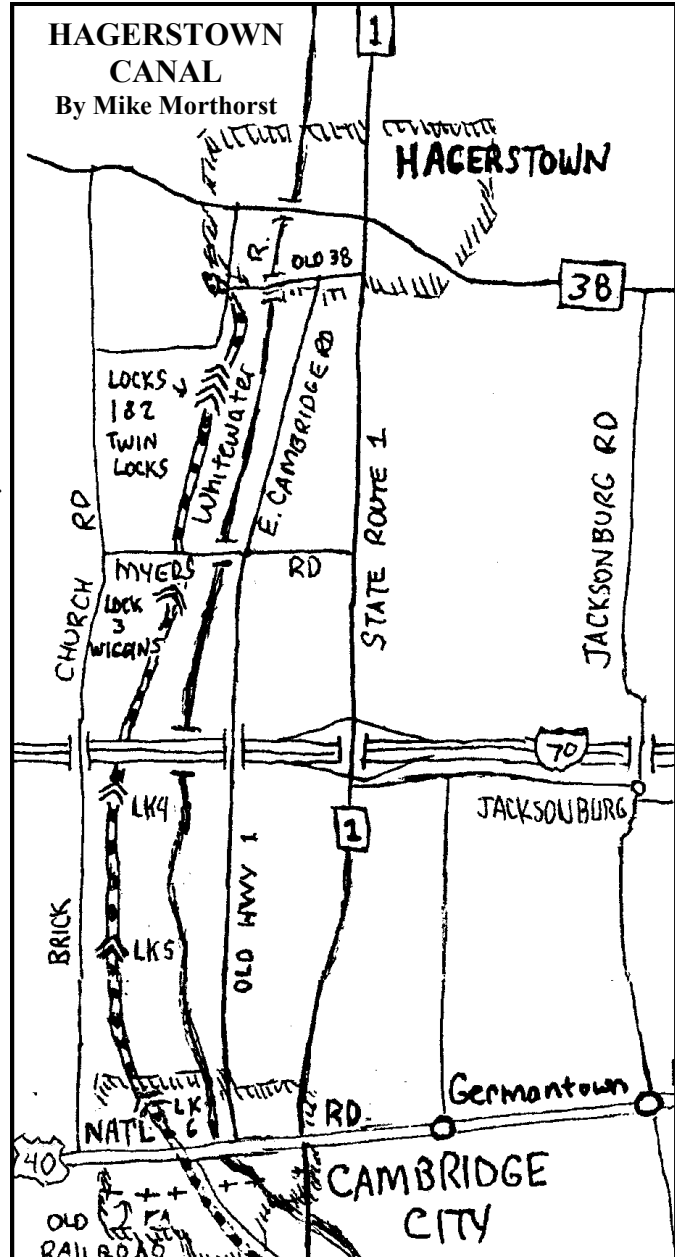 HAGERSTOWN
CANAL
By Mike Morthorst
1
HAGERSTOWN
R.
OLD 38
38
LOCKS
1&2
TWIN
LOCKS
Whitewater
E. CAMBRIDGE RD
STATE ROUTE 1
JACKSONBURG RD
RD
MYERS
RD
CHURCH
LOCK
3
WIGGINS
70
LK4
JACKSONBURG
1
OLD HWY 1
BRICK
LK5
Germantown
LK
6
NAT'L
RD.
40
CAMBRIDGE
CITY
OLD
RAILROAD